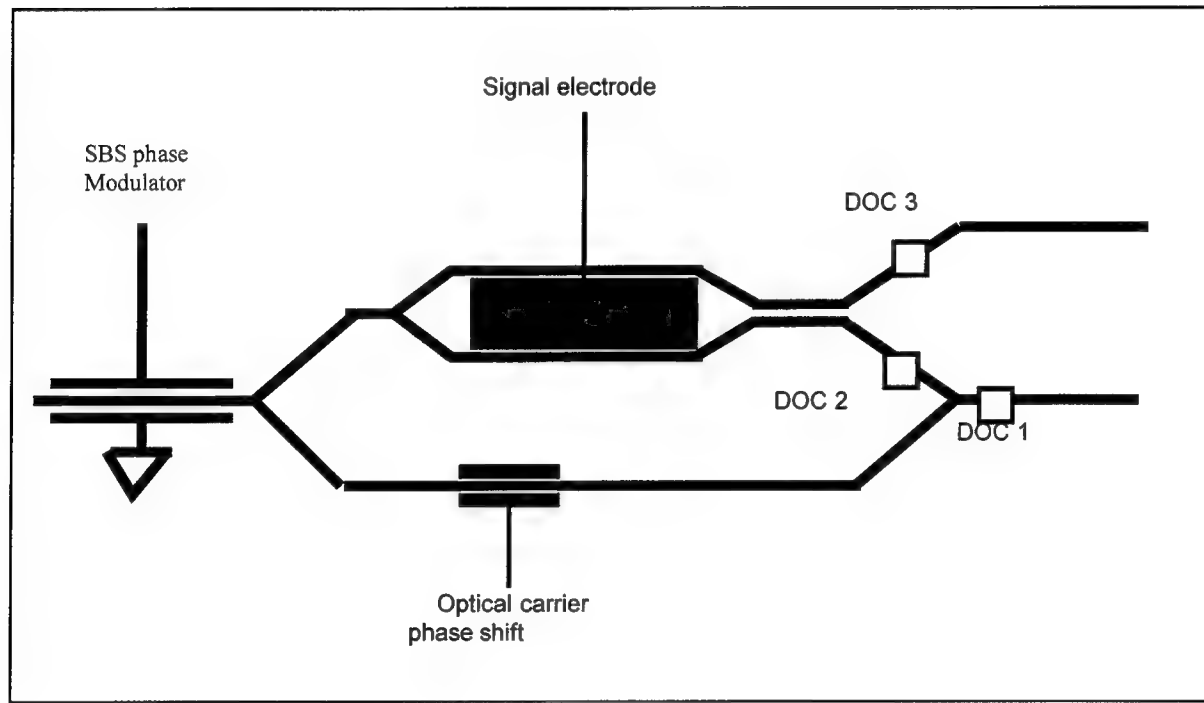 Signal electrode
SBS phase
Modulator
DOC 3
DOC 2
DOC 1
Optical carrier
phase shift